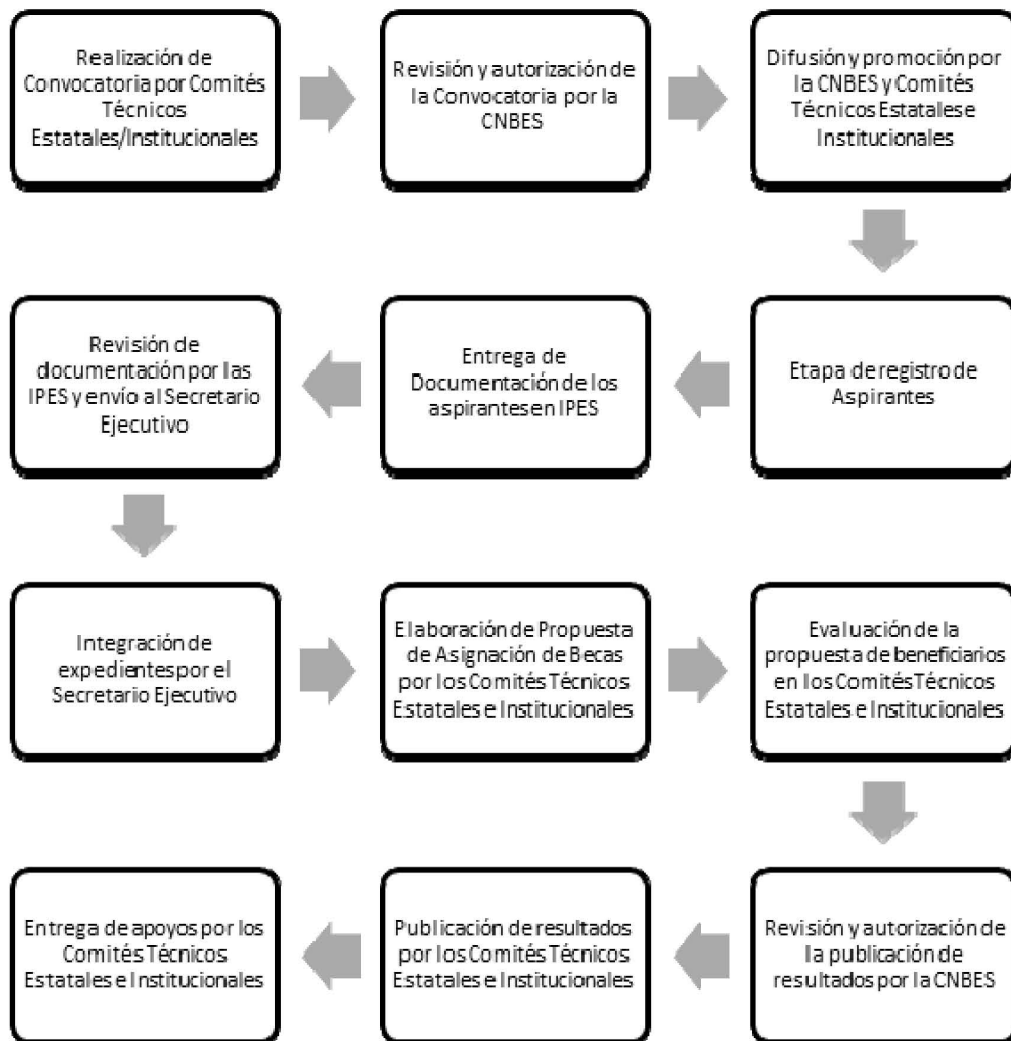 Realización de
Convocatoria por Comités
Técnicos
Estatales/Institucionales
Revisión y autorización de
la Convocatoria por la
CNBES
Difusión y promoción por
la CNBES y Comités
Técnicos Estatales e
Institucionales
Etapa de registro de
Aspirantes
Entrega de
Documentación de los
aspirantes en IPES
Revisión de
documentación por las
IPES y envío al Secretario
Ejecutivo
Integración de
expedientes por el
Secretario Ejecutivo
Elaboración de Propuesta
de Asignación de Becas
por los Comités Técnicos
Estatales e Institucionales
Evaluación de la
propuesta de beneficiarios
en los Comités Técnicos
Estatales e Institucionales
Revisión y autorización de
la publicación de
resultados por la CNBES
Publicación de resultados
por los Comités Técnicos
Estatales e Institucionales
Entrega de apoyos por los
Comités Técnicos
Estatales e Institucionales